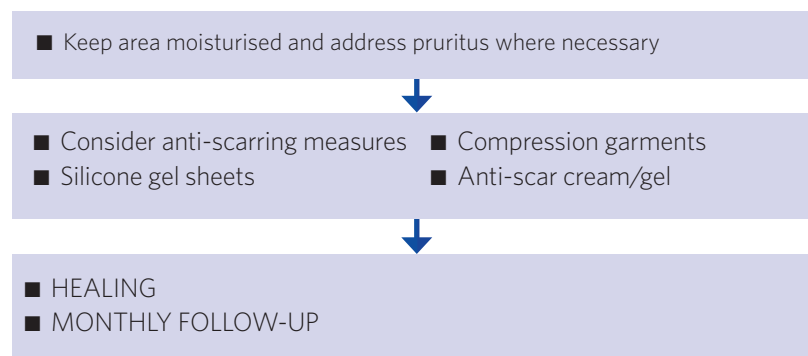 ■ Keep area moisturised and address pruritus where necessary
■ Consider anti-scarring measures ■ Compression garments
■ Silicone gel sheets ■ Anti-scar cream/gel
■ HEALING
■ MONTHLY FOLLOW-UP